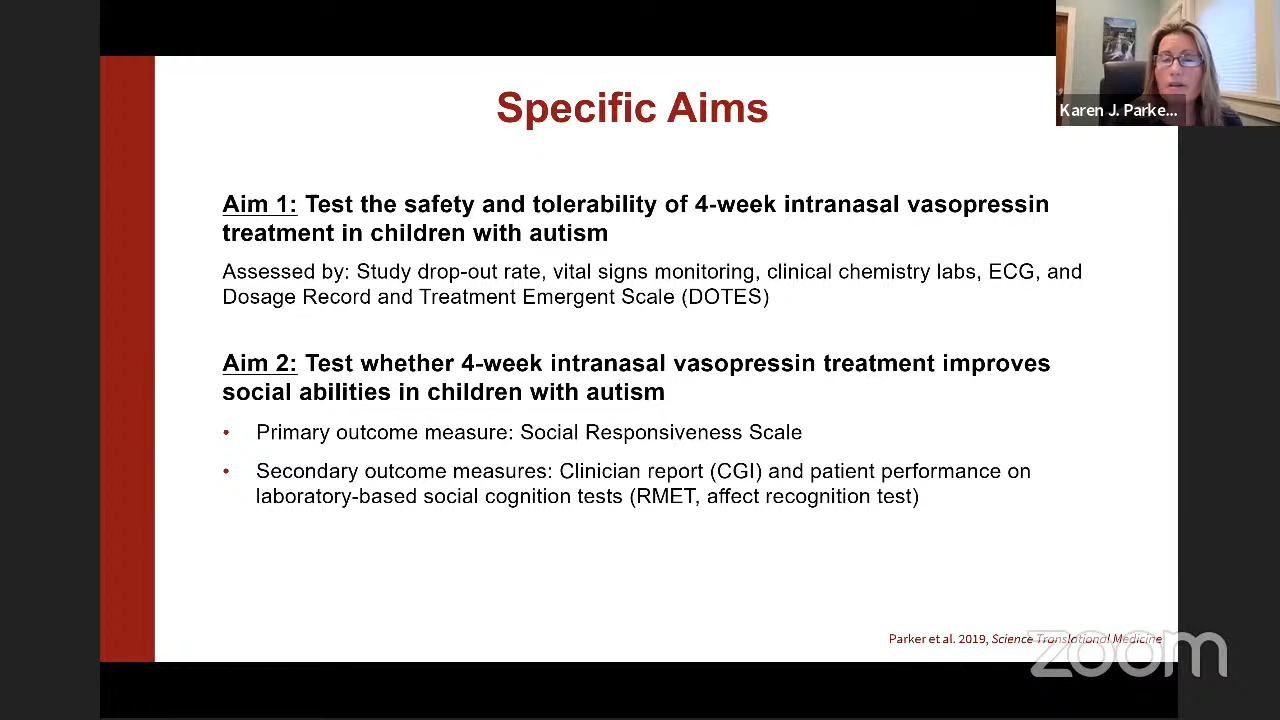 Specific Aims
Karen J. Parke...
Aim 1: Test the safety and tolerability of 4-week intranasal vasopressin
treatment in children with autism
Assessed by: Study drop-out rate, vital signs monitoring, clinical chemistry labs, ECG, and
Dosage Record and Treatment Emergent Scale (DOTES)
Aim 2: Test whether 4-week intranasal vasopressin treatment improves
social abilities in children with autism
• Primary outcome measure: Social Responsiveness Scale
• Secondary outcome measures: Clinician report (CGI) and patient performance on
laboratory-based social cognition tests (RMET, affect recognition test)
Parker et al. 2019, Science Translational Medicine
zoom